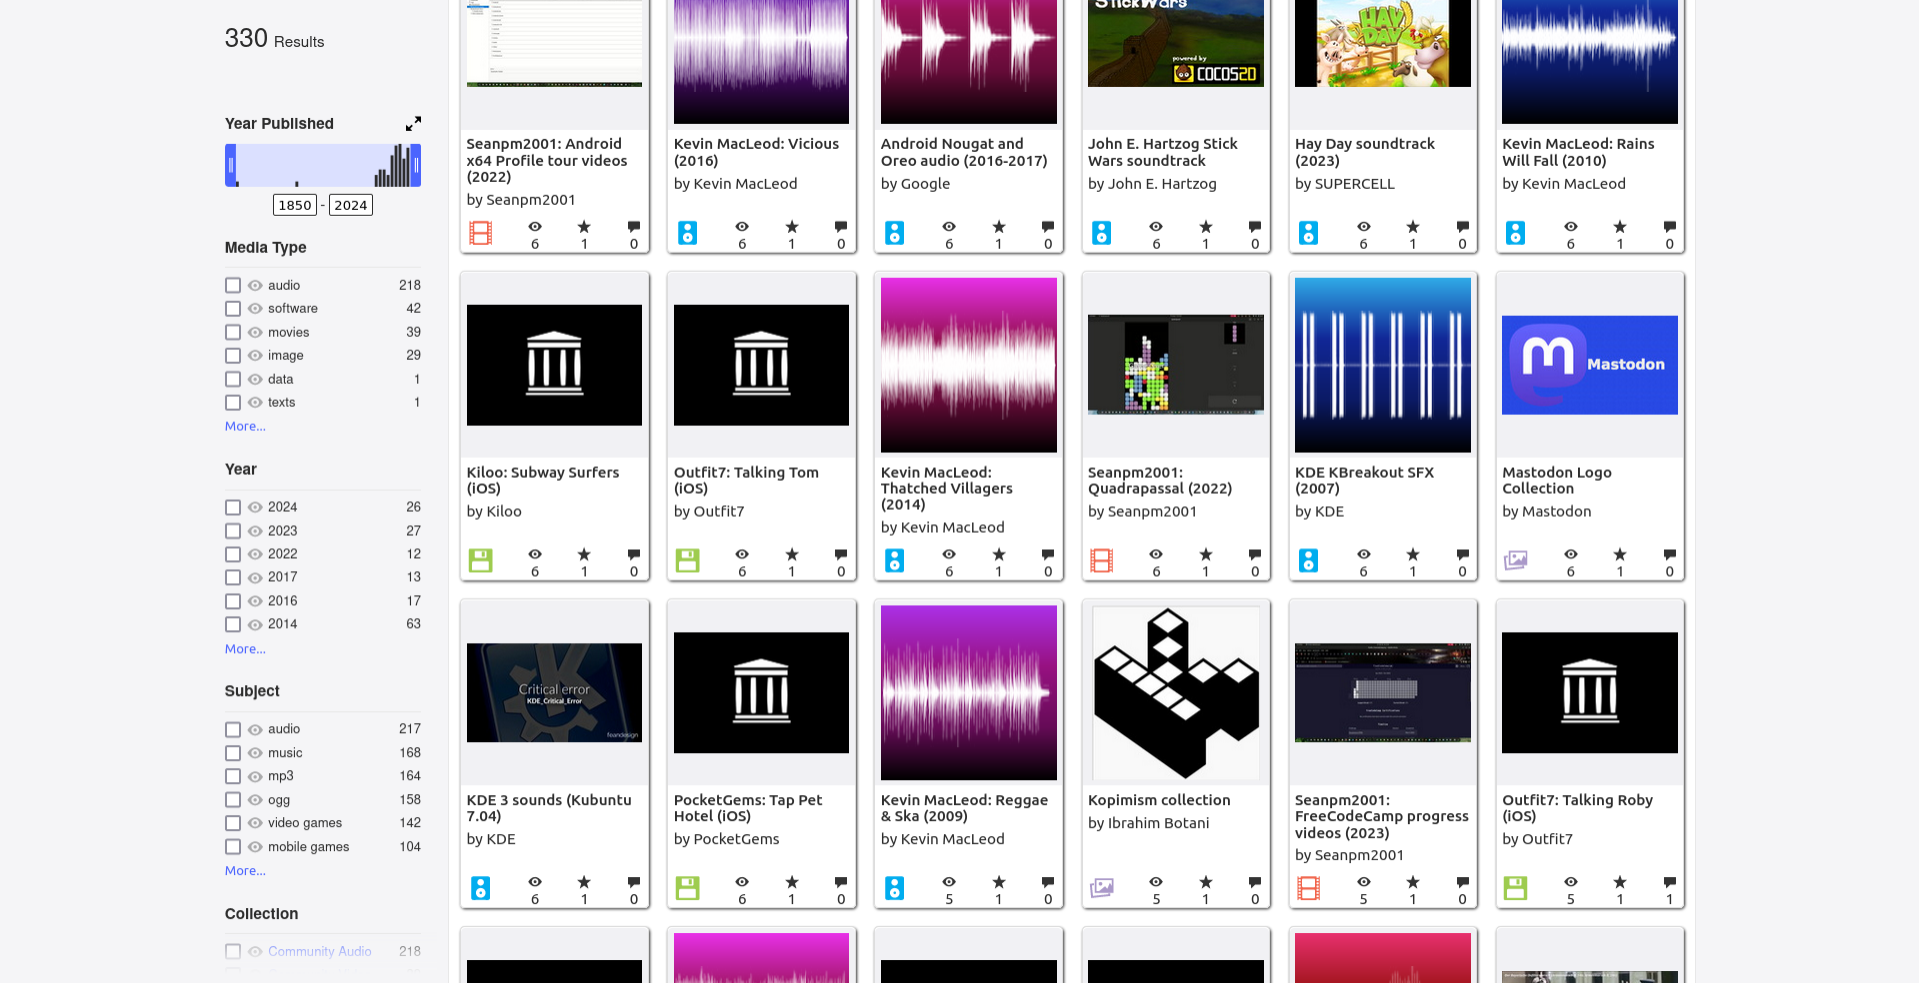 330 Results
Year Published
1850 - 2024
Media Type
audio 218
software 42
movies 39
image 29
data 1
texts 1
More...
Year
2024 26
2023 27
2022 12
2017 13
2016 17
2014 63
More...
Subject
audio 217
music 168
mp3 164
ogg 158
video games 142
mobile games 104
More...
Collection
Community Audio 218
Seanpm2001: Android
x64 Profile tour videos
(2022)
by Seanpm2001
6 1 0
Kevin MacLeod: Vicious
(2016)
by Kevin MacLeod
6 1 0
Android Nougat and
Oreo audio (2016-2017)
by Google
6 1 0
StickWars
powered by
COCOS2D
John E. Hartzog Stick
Wars soundtrack
by John E. Hartzog
6 1 0
HAY
DAY
Hay Day soundtrack
(2023)
by SUPERCELL
6 1 0
Kevin MacLeod: Rains
Will Fall (2010)
by Kevin MacLeod
6 1 0
Kiloo: Subway Surfers
(iOS)
by Kiloo
6 1 0
Outfit7: Talking Tom
(iOS)
by Outfit7
6 1 0
Kevin MacLeod:
Thatched Villagers
(2014)
by Kevin MacLeod
6 1 0
Seanpm2001:
Quadrapassal (2022)
by Seanpm2001
6 1 0
KDE KBreakout SFX
(2007)
by KDE
6 1 0
m Mastodon
Mastodon Logo
Collection
by Mastodon
6 1 0
Critical error
KDE_Critical_Error
feandesign
KDE 3 sounds (Kubuntu
7.04)
by KDE
6 1 0
PocketGems: Tap Pet
Hotel (iOS)
by PocketGems
6 1 0
Kevin MacLeod: Reggae
& Ska (2009)
by Kevin MacLeod
5 1 0
Kopimism collection
by Ibrahim Botani
5 1 0
Seanpm2001:
FreeCodeCamp progress
videos (2023)
by Seanpm2001
5 1 0
Outfit7: Talking Roby
(iOS)
by Outfit7
5 1 1